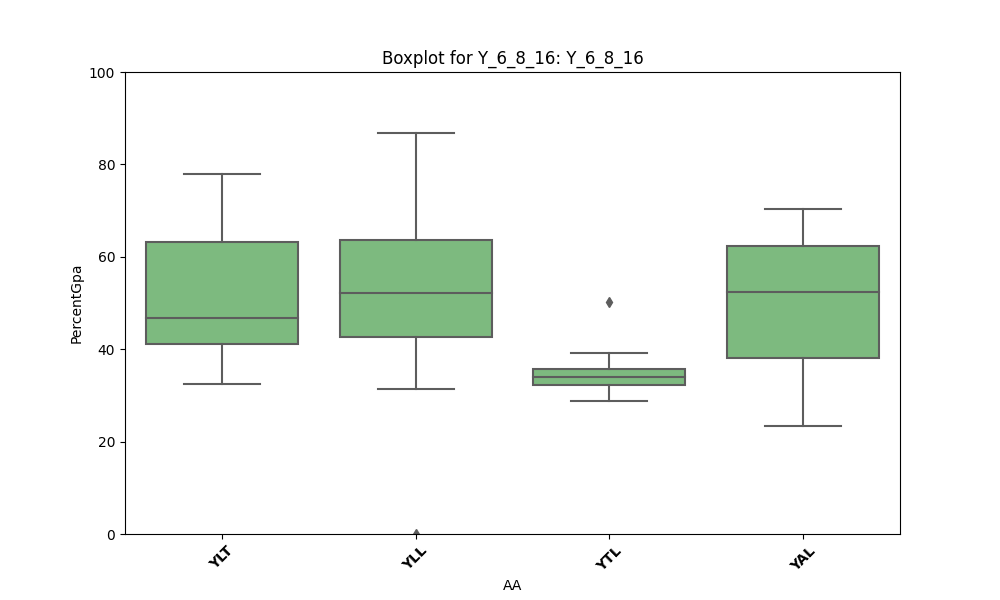 Boxplot for Y_6_8_16: Y_6_8_16
100
80
60
40
20
0
PercentGpa
YLT
YLL
YTL
YAL
AA